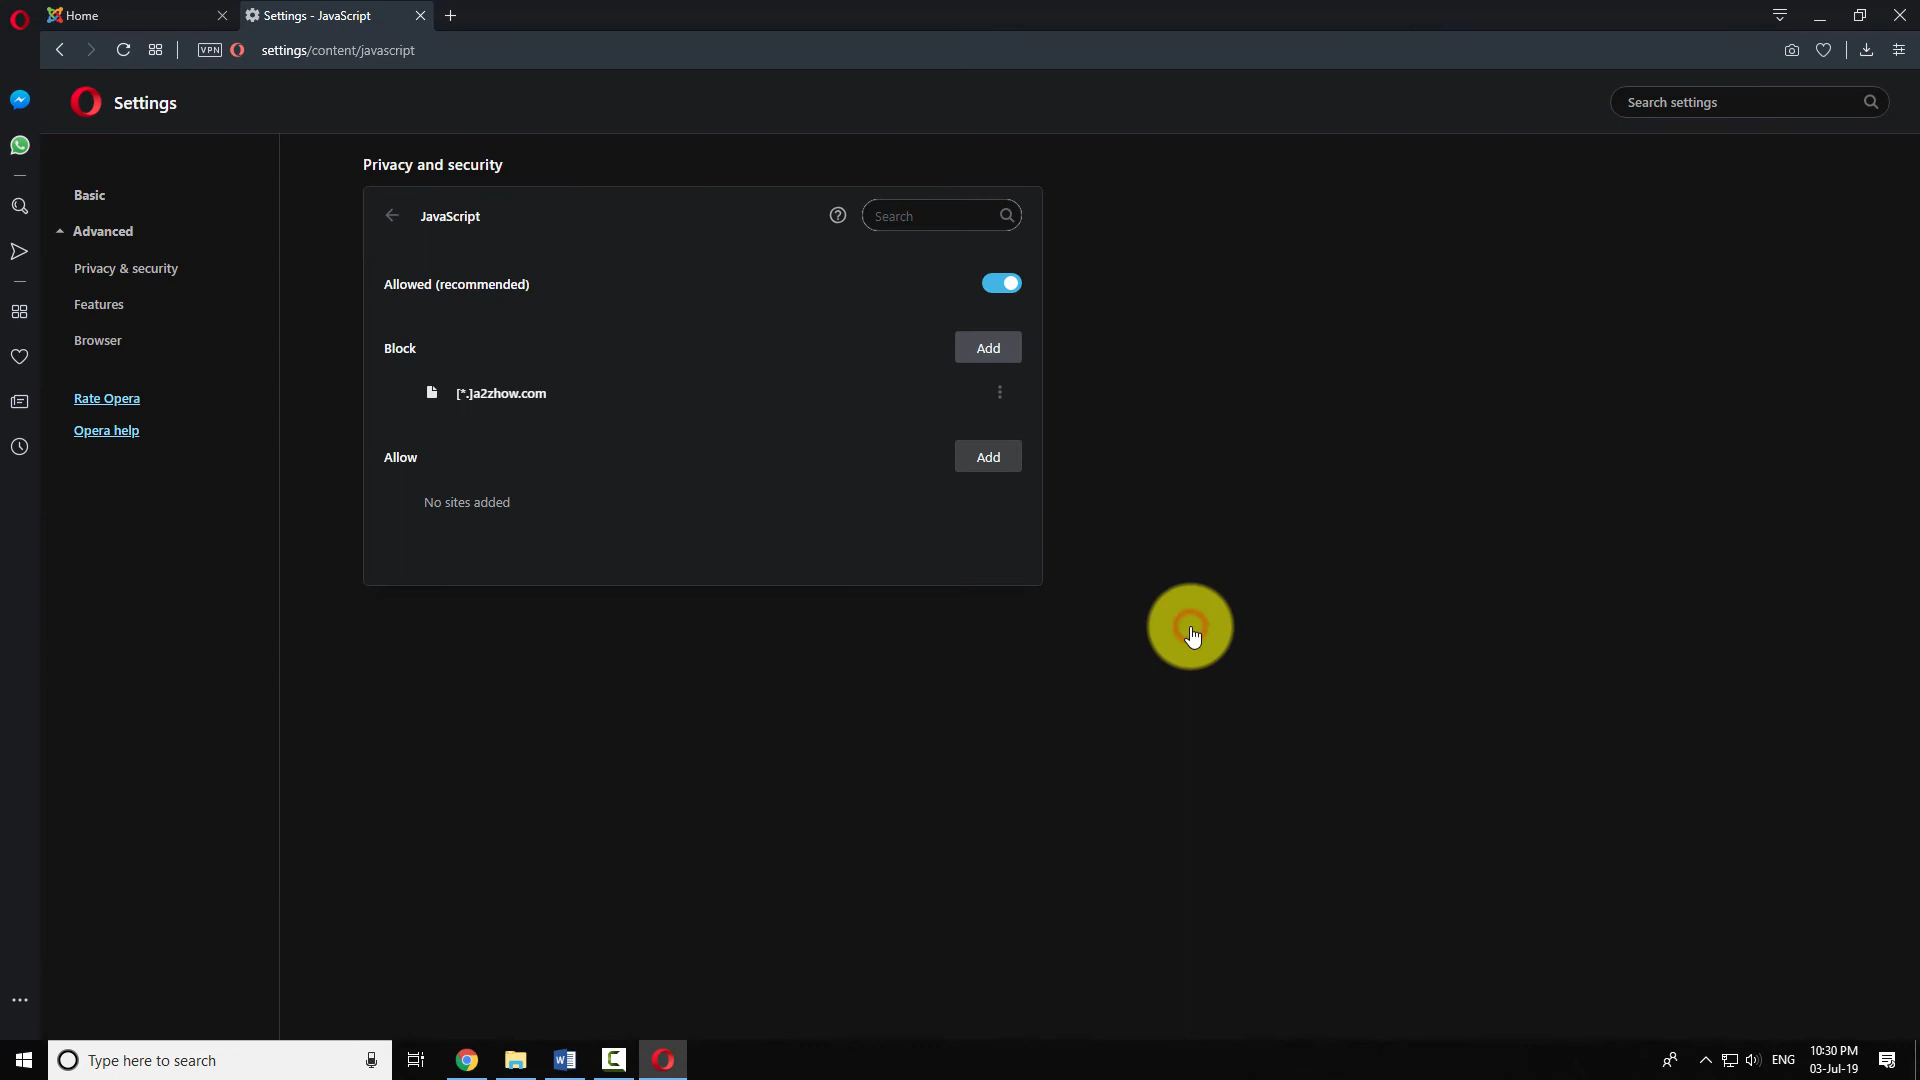 Home
Settings - JavaScript
VPN
settings/content/javascript
Settings
Search settings
Basic
Advanced
Privacy & security
Features
Browser
Rate Opera
Opera help
Privacy and security
JavaScript
Search
Allowed (recommended)
Block
Add
[*.]a2zhow.com
Allow
Add
No sites added
Type here to search
ENG
10:30 PM
03-Jul-19